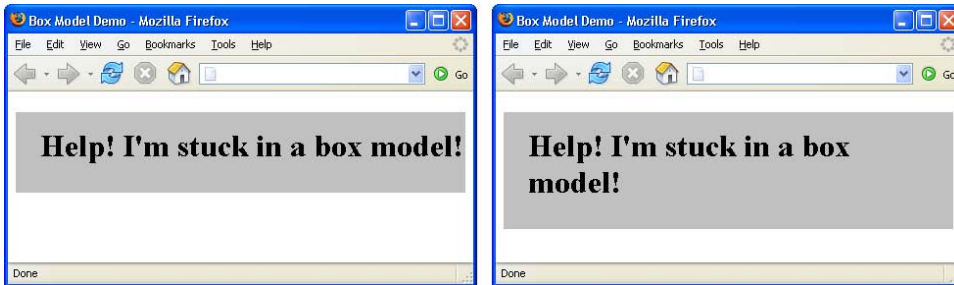 Box Model Demo - Mozilla Firefox
File Edit View Go Bookmarks Tools Help
Go
Help! I'm stuck in a box model!
Done
Box Model Demo - Mozilla Firefox
File Edit View Go Bookmarks Tools Help
Go
Help! I'm stuck in a box
model!
Done